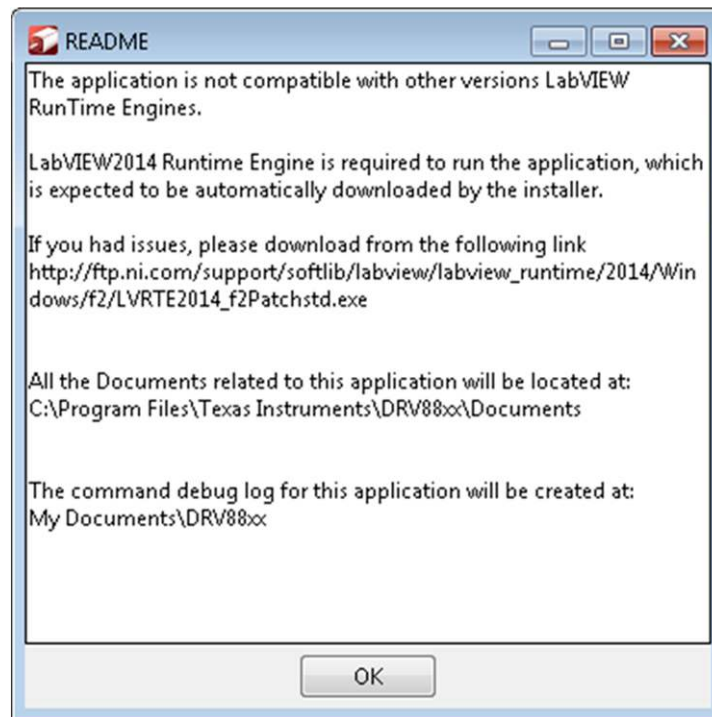 README
The application is not compatible with other versions LabVIEW
RunTime Engines.
LabVIEW2014 Runtime Engine is required to run the application, which
is expected to be automatically downloaded by the installer.
If you had issues, please download from the following link
http://ftp.ni.com/support/softlib/labview/labview_runtime/2014/Win
dows/f2/LVRTE2014_f2Patchstd.exe
All the Documents related to this application will be located at:
C:\Program Files\Texas Instruments\DRV88xx\Documents
The command debug log for this application will be created at:
My Documents\DRV88xx
OK